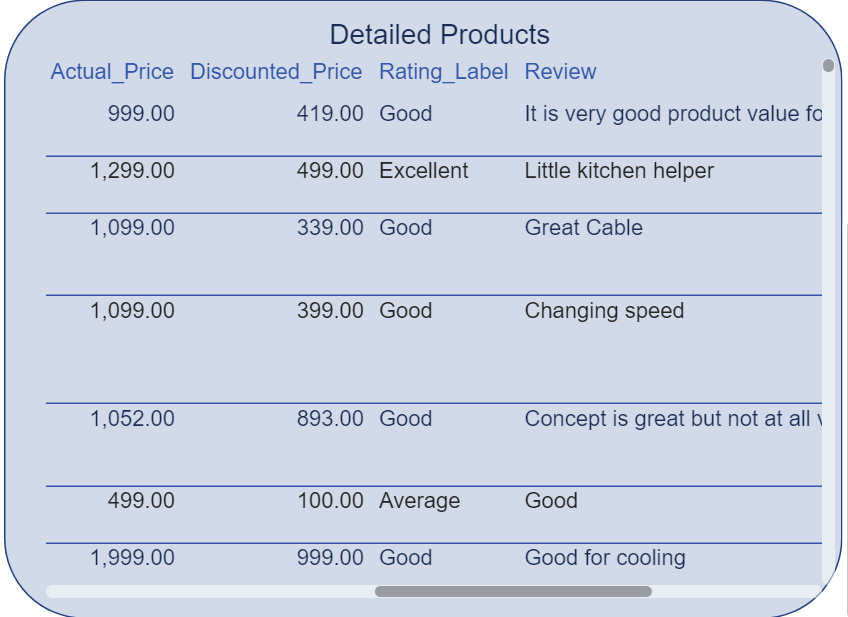 Detailed Products
Actual_Price Discounted_Price Rating_Label Review
999.00 419.00 Good It is very good product value fo
1,299.00 499.00 Excellent Little kitchen helper
1,099.00 339.00 Good Great Cable
1,099.00 399.00 Good Changing speed
1,052.00 893.00 Good Concept is great but not at all
499.00 100.00 Average Good
1,999.00 999.00 Good Good for cooling